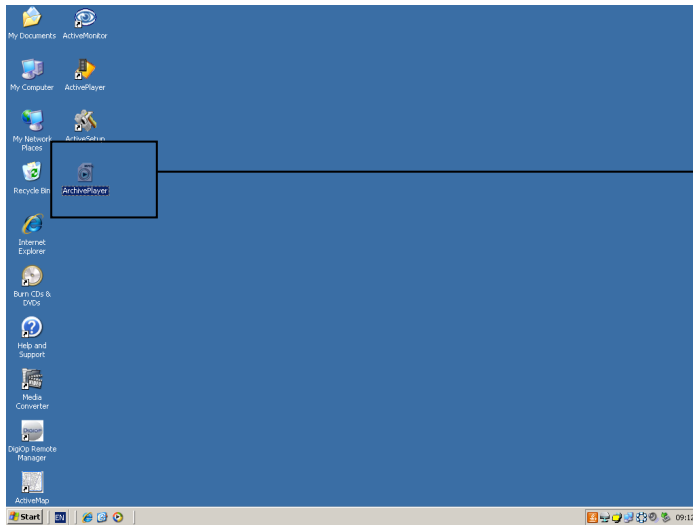 My Documents
ActiveMonitor
My Computer
ActivePlayer
My Network
Places
ActiveSetup
Recycle Bin
ArchivePlayer
Internet
Explorer
Burn CDs &
DVDs
Help and
Support
Media
Converter
DigiOp Remote
Manager
ActiveMap
Start
EN
09:12